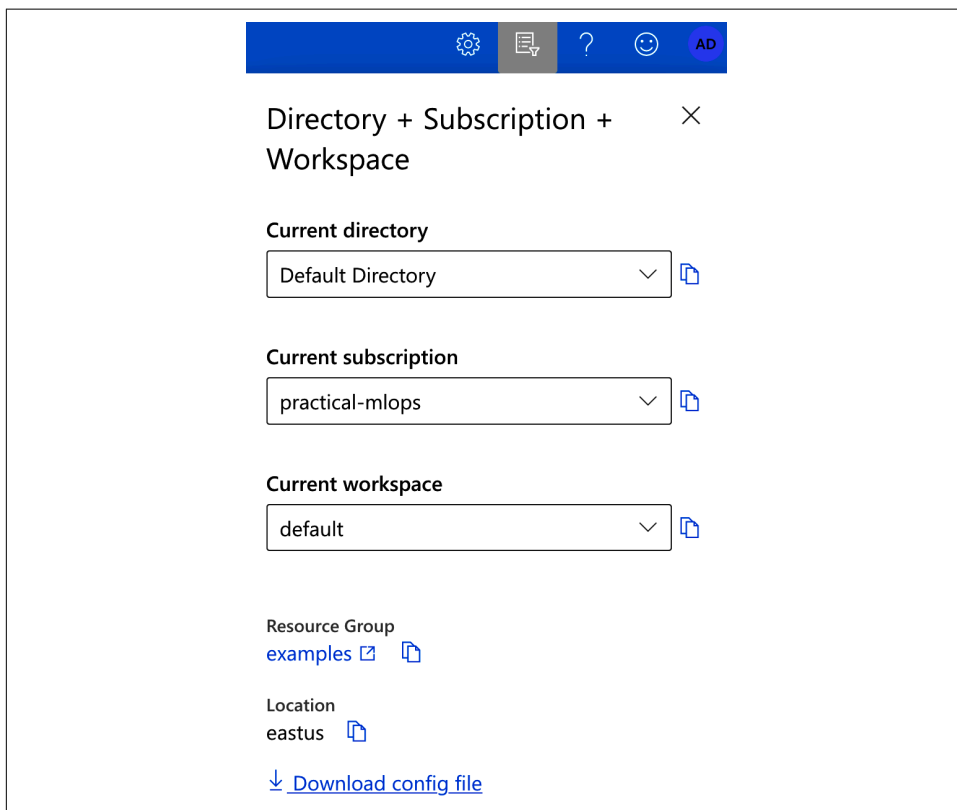 AD
Directory + Subscription +
Workspace
Current directory
Default Directory
Current subscription
practical-mlops
Current workspace
default
Resource Group
examples
Location
eastus
Download config file